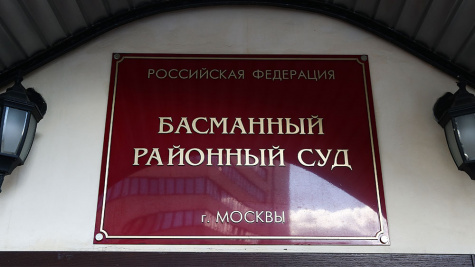 РОССИЙСКАЯ ФЕДЕРАЦИЯ
БАСМАННЫЙ
РАЙОННЫЙ СУД
г. МОСКВЫ